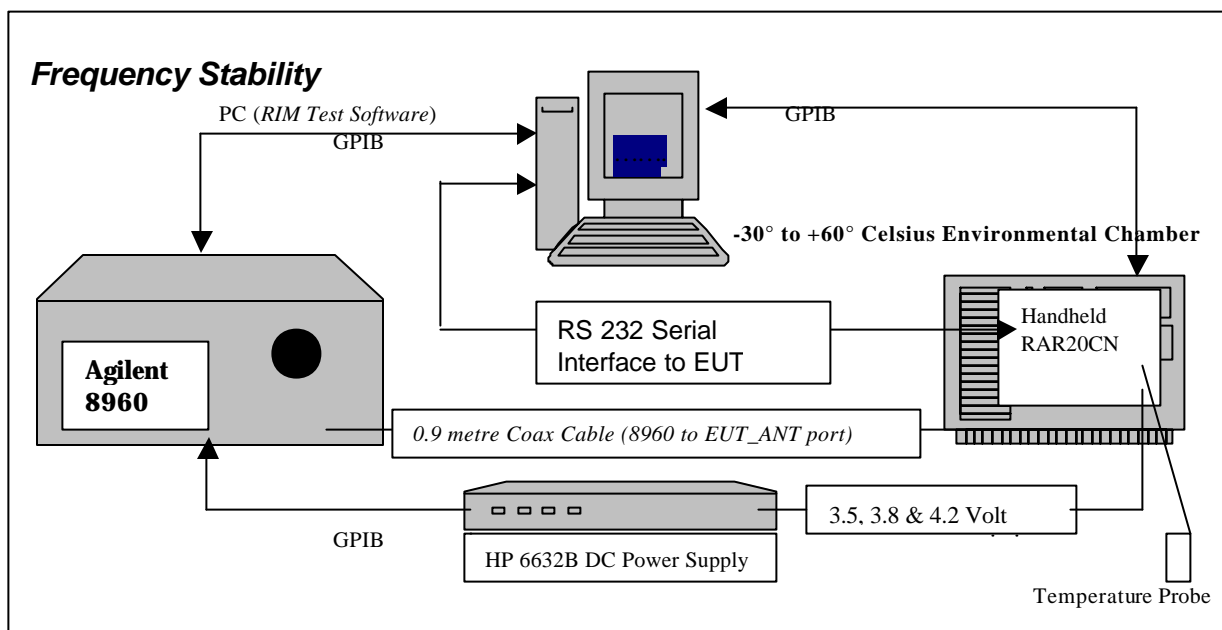 Frequency Stability
PC (RIM Test Software)
GPIB
GPIB
-30° to +60° Celsius Environmental Chamber
Handheld
RAR20CN
RS 232 Serial
Interface to EUT
Agilent
8960
0.9 metre Coax Cable (8960 to EUT_ANT port)
3.5, 3.8 & 4.2 Volt
GPIB
HP 6632B DC Power Supply
Temperature Probe